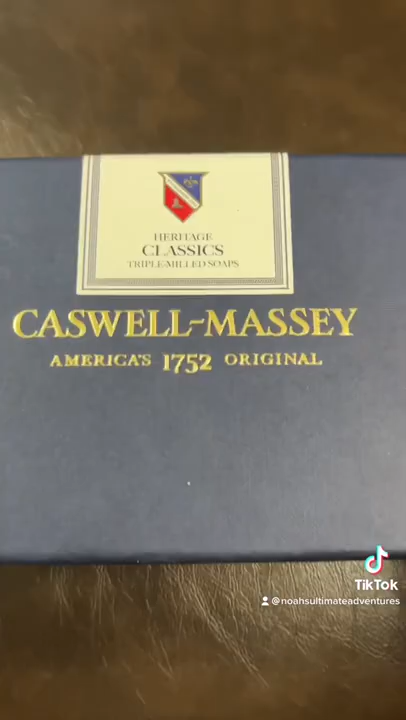 HERITAGE
CLASSICS
TRIPLE-MILLED SOAPS
CASWELL-MASSEY
AMERICA'S 1752 ORIGINAL
TikTok
@noahsultimateadventures